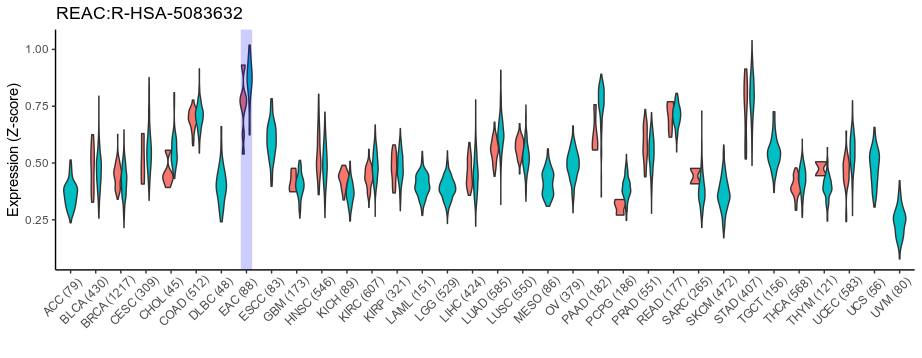 REAC:R-HSA-5083632
Expression (Z-score)
1.00
0.75
0.50
0.25
ACC (79)
BLCA (430)
BRCA (1217)
CESC (309)
CHOL (45)
COAD (512)
DLBC (48)
EAC (88)
ESCC (83)
GBM (173)
HNSC (546)
KICH (89)
KIRC (607)
KIRP (321)
LAML (151)
LGG (529)
LIHC (424)
LUAD (585)
LUSC (550)
MESO (86)
OV (379)
PAAD (182)
PCPG (186)
PRAD (551)
READ (177)
SARC (265)
SKCM (472)
STAD (407)
TGCT (156)
THCA (568)
THYM (121)
UCEC (583)
UCS (56)
UVM (80)